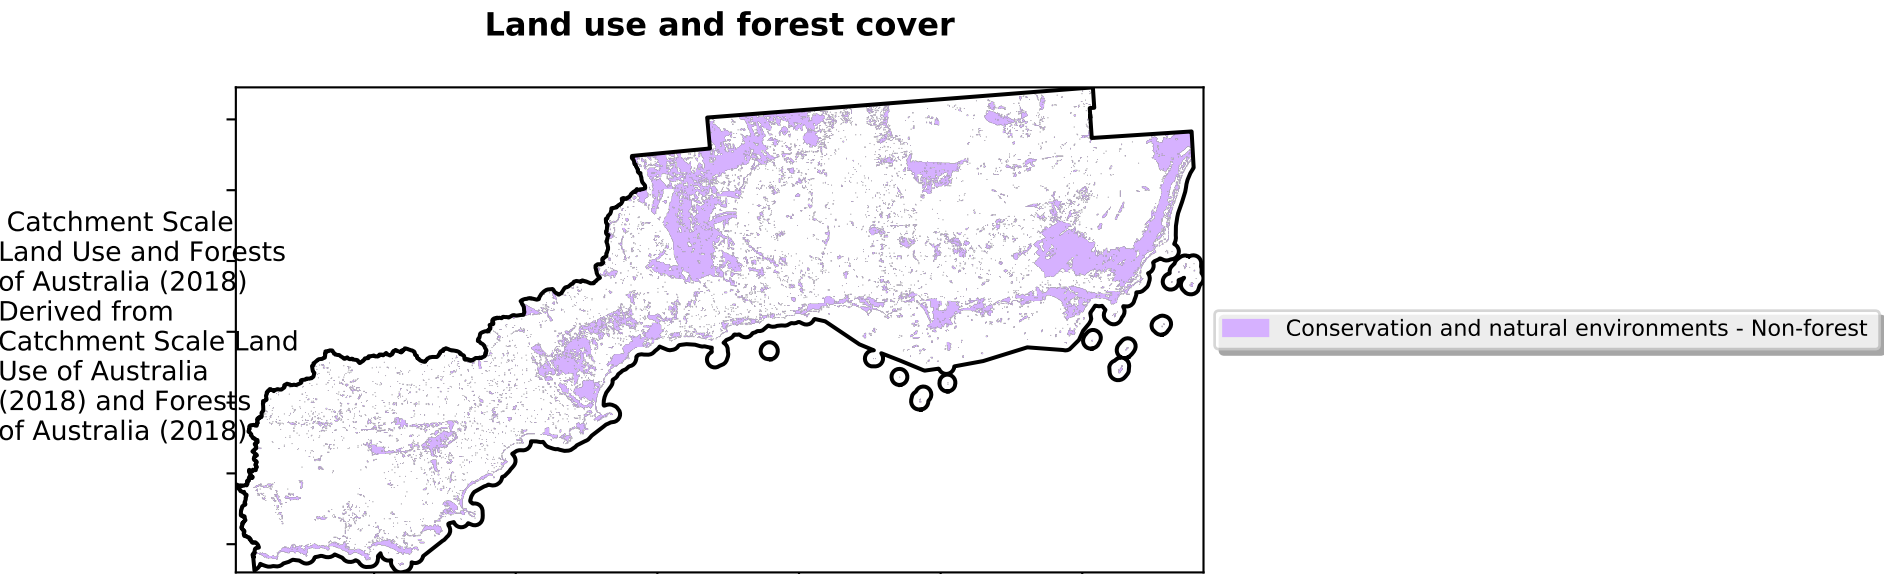 Land use and forest cover
Catchment Scale
Land Use and Forests
of Australia (2018)
Derived from
Catchment Scale Land
Use of Australia
(2018) and Forests
of Australia (2018)
Conservation and natural environments - Non-forest